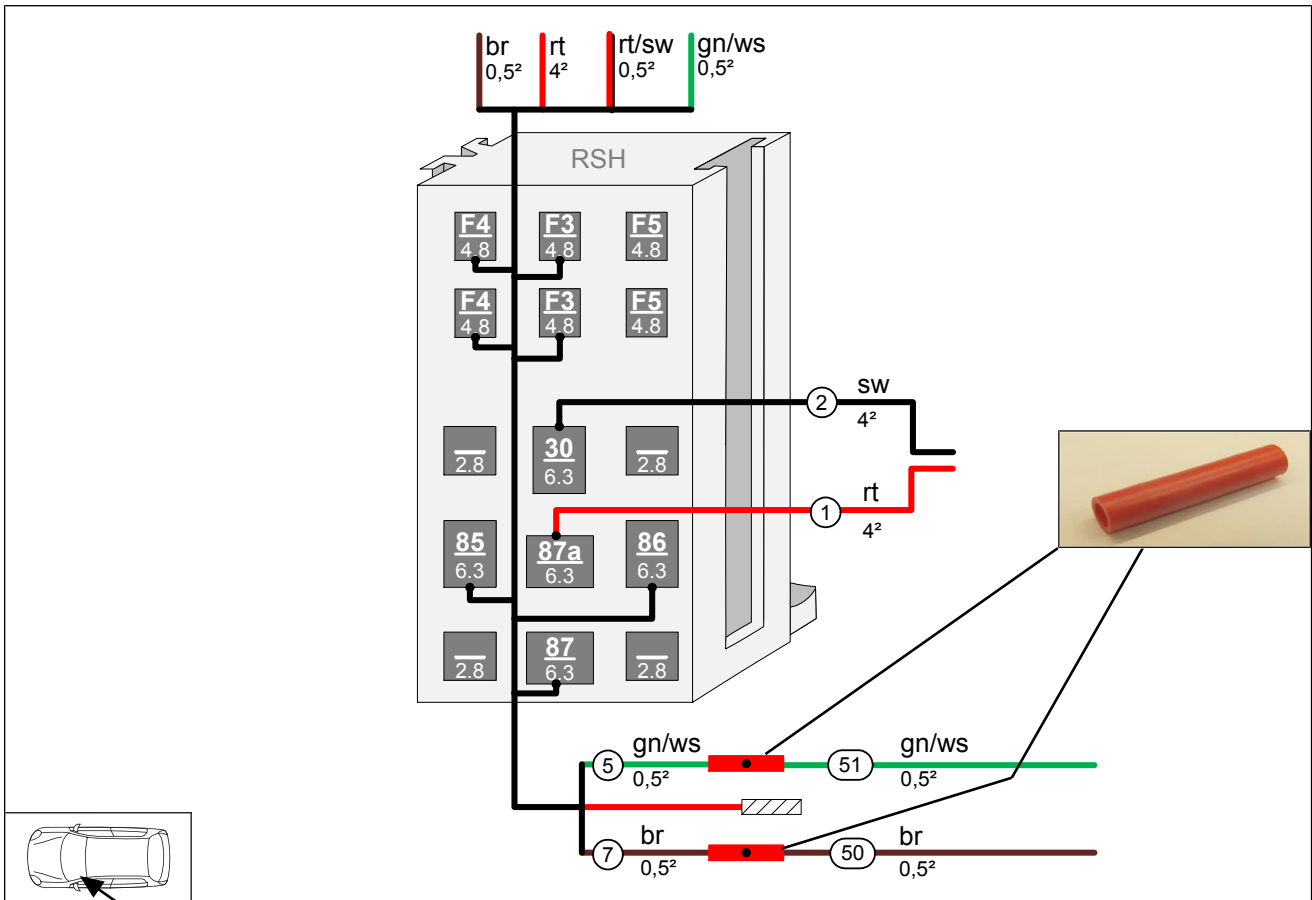 br rt rt/sw gn/ws
0,5² 4² 0,5² 0,5²
RSH
F4 F3 F5
4.8 4.8 4.8
F4 F3 F5
4.8 4.8 4.8
2 sw
4²
30
2.8 6.3 2.8
1 rt
4²
85 87a 86
6.3 6.3 6.3
87
2.8 6.3 2.8
5 gn/ws 51 gn/ws
0,5² 0,5²
7 br 50 br
0,5² 0,5²